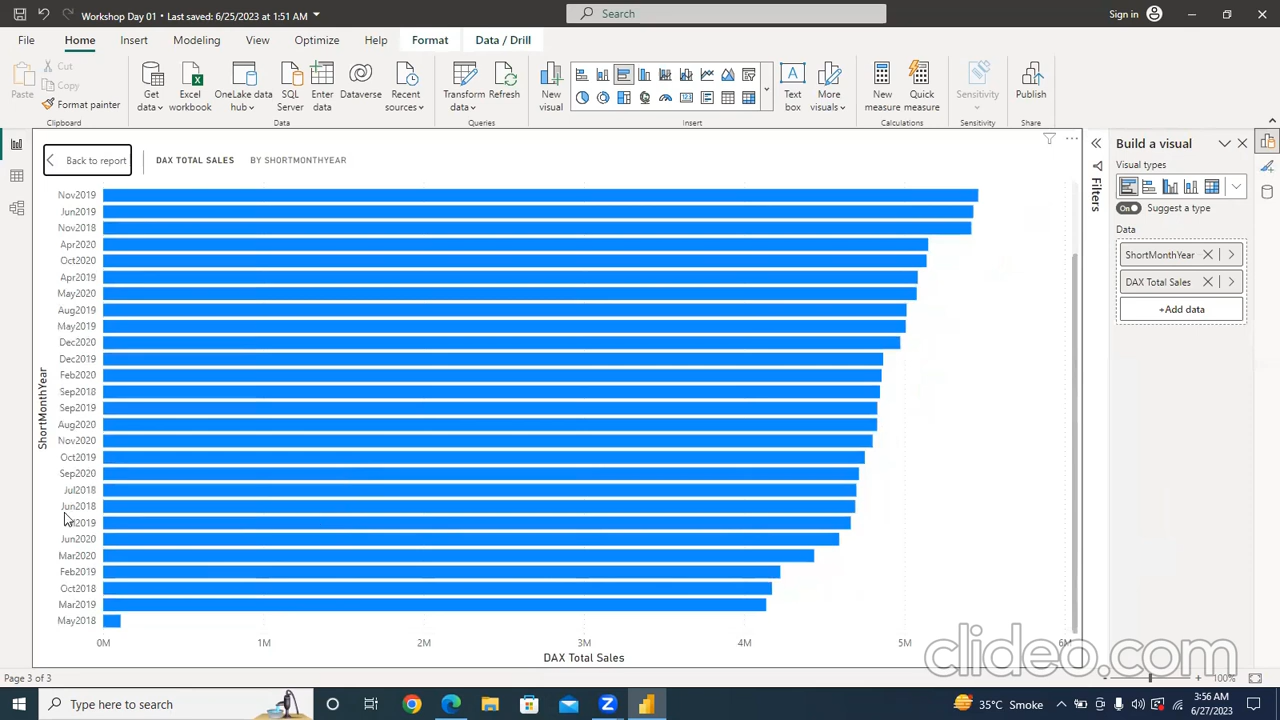 Workshop Day 01 • Last saved: 6/25/2023 at 1:51 AM
Search
Sign in
File
Home
Insert
Modeling
View
Optimize
Help
Format
Data / Drill
Paste
Cut
Copy
Format painter
Get data
Excel workbook
OneLake data hub
SQL Server
Enter data
Dataverse
Recent sources
Transform data
Refresh
New visual
Text box
More visuals
New measure
Quick measure
Sensitivity
Publish
Clipboard
Data
Queries
Insert
Calculations
Sensitivity
Share
Back to report
DAX TOTAL SALES
BY SHORTMONTHYEAR
ShortMonthYear
Nov2019
Jun2019
Nov2018
Apr2020
Oct2020
Apr2019
May2020
Aug2019
May2019
Dec2020
Dec2019
Feb2020
Sep2018
Sep2019
Aug2020
Nov2020
Oct2019
Sep2020
Jul2018
Jun2018
2019
Jun2020
Mar2020
Feb2019
Oct2018
Mar2019
May2018
0M
1M
2M
3M
4M
5M
6M
DAX Total Sales
Filters
Build a visual
Visual types
On
Suggest a type
Data
ShortMonthYear
DAX Total Sales
+Add data
clideo.com
Page 3 of 3
100%
Type here to search
35°C Smoke
3:56 AM
6/27/2023